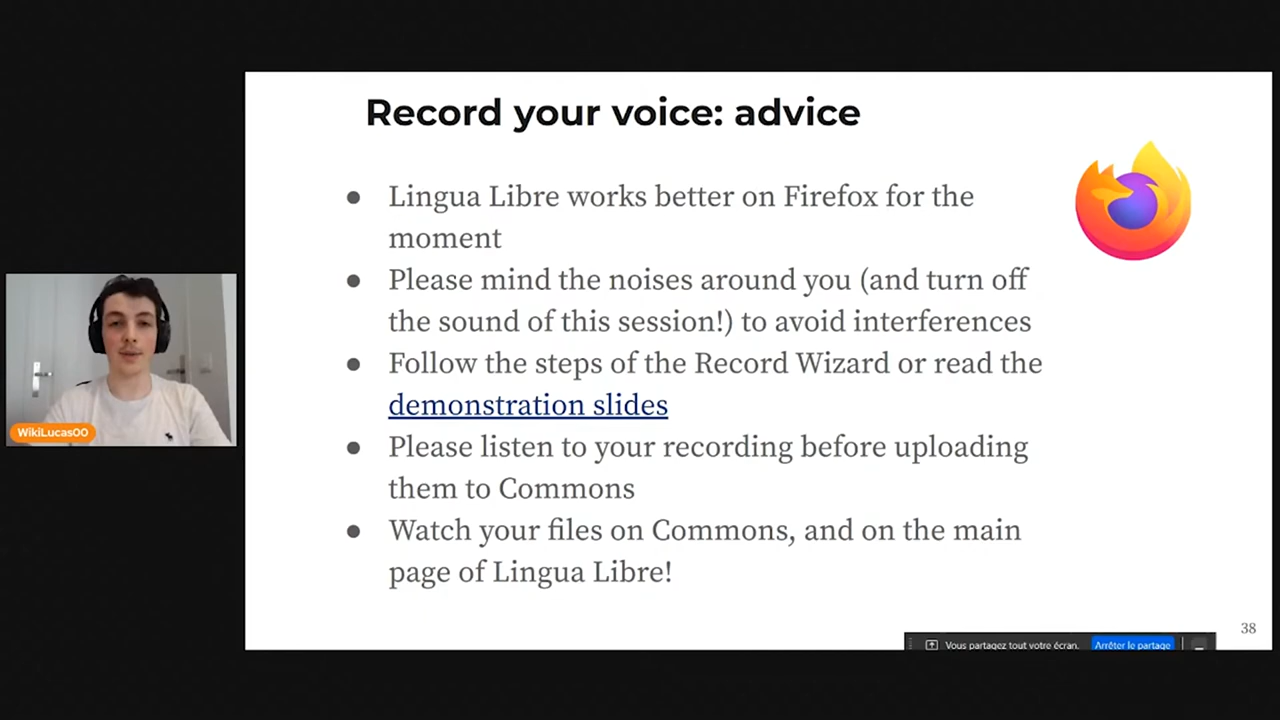 Record your voice: advice
● Lingua Libre works better on Firefox for the
moment
● Please mind the noises around you (and turn off
the sound of this session!) to avoid interferences
● Follow the steps of the Record Wizard or read the
demonstration slides
● Please listen to your recording before uploading
them to Commons
● Watch your files on Commons, and on the main
page of Lingua Libre!
WikiLucas00
38
Vous partagez tout votre écran. Arrêter le partage